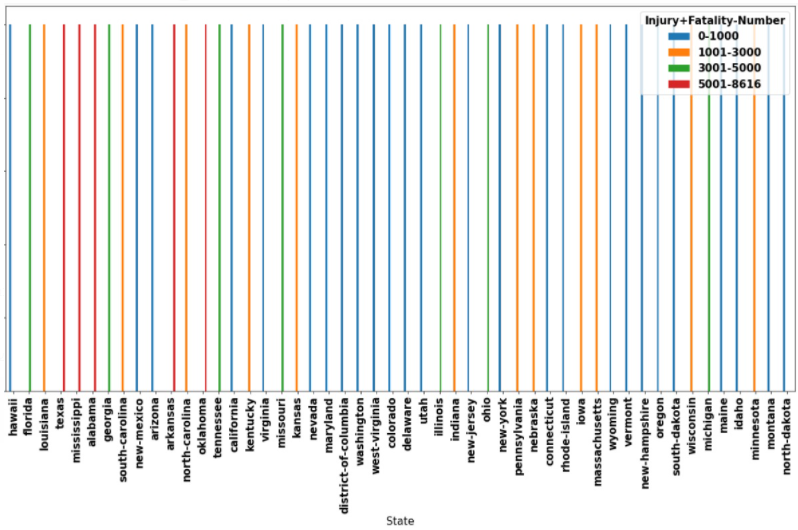 Injury+Fatality-Number
0-1000
1001-3000
3001-5000
5001-8616
hawaii
florida
louisiana
texas
mississippi
alabama
georgia
south-carolina
new-mexico
arizona
arkansas
north-carolina
oklahoma
tennessee
california
kentucky
virginia
missouri
kansas
nevada
maryland
district-of-columbia
washington
west-virginia
colorado
delaware
utah
illinois
indiana
new-jersey
ohio
new-york
pennsylvania
nebraska
connecticut
rhode-island
iowa
massachusetts
wyoming
vermont
new-hampshire
oregon
south-dakota
wisconsin
michigan
maine
idaho
minnesota
montana
north-dakota
State